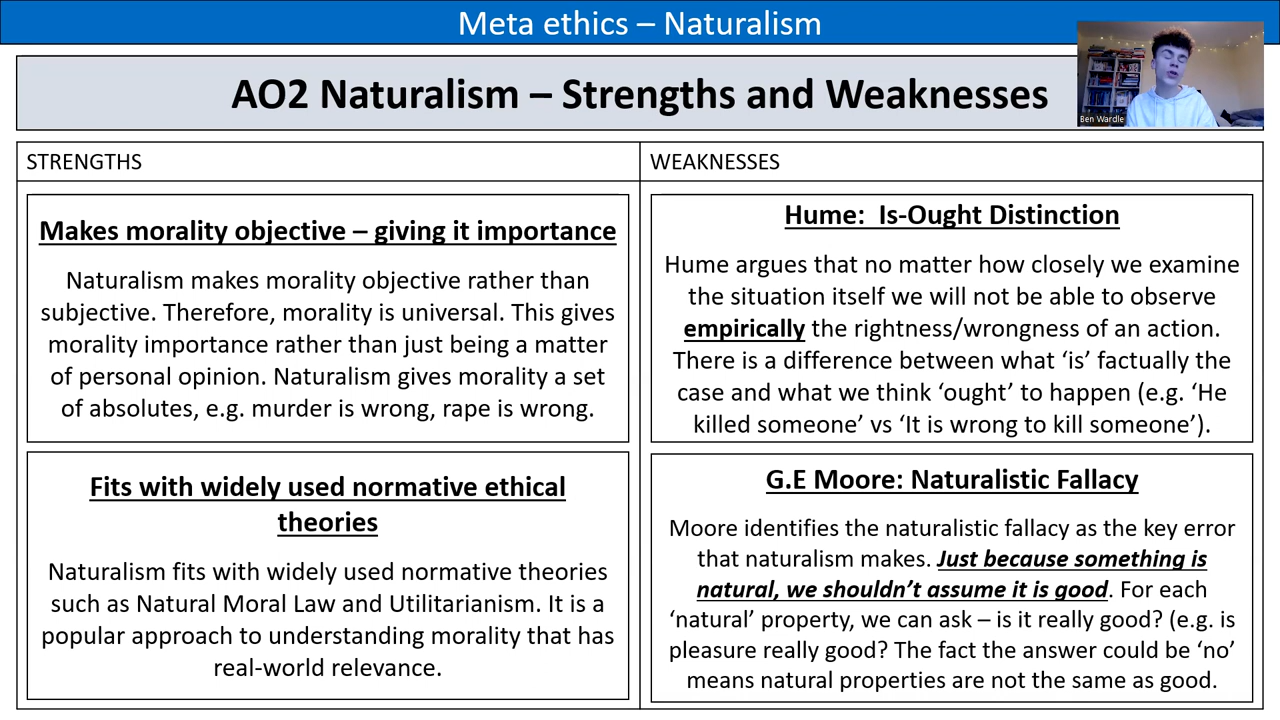 Meta ethics – Naturalism
AO2 Naturalism – Strengths and Weaknesses
Ben Wardle
STRENGTHS
Makes morality objective – giving it importance
Naturalism makes morality objective rather than
subjective. Therefore, morality is universal. This gives
morality importance rather than just being a matter
of personal opinion. Naturalism gives morality a set
of absolutes, e.g. murder is wrong, rape is wrong.
Fits with widely used normative ethical
theories
Naturalism fits with widely used normative theories
such as Natural Moral Law and Utilitarianism. It is a
popular approach to understanding morality that has
real-world relevance.
WEAKNESSES
Hume:  Is-Ought Distinction
Hume argues that no matter how closely we examine
the situation itself we will not be able to observe
empirically the rightness/wrongness of an action.
There is a difference between what ‘is’ factually the
case and what we think ‘ought’ to happen (e.g. ‘He
killed someone’ vs ‘It is wrong to kill someone’).
G.E Moore: Naturalistic Fallacy
Moore identifies the naturalistic fallacy as the key error
that naturalism makes. Just because something is
natural, we shouldn’t assume it is good. For each
‘natural’ property, we can ask – is it really good? (e.g. is
pleasure really good? The fact the answer could be ‘no’
means natural properties are not the same as good.